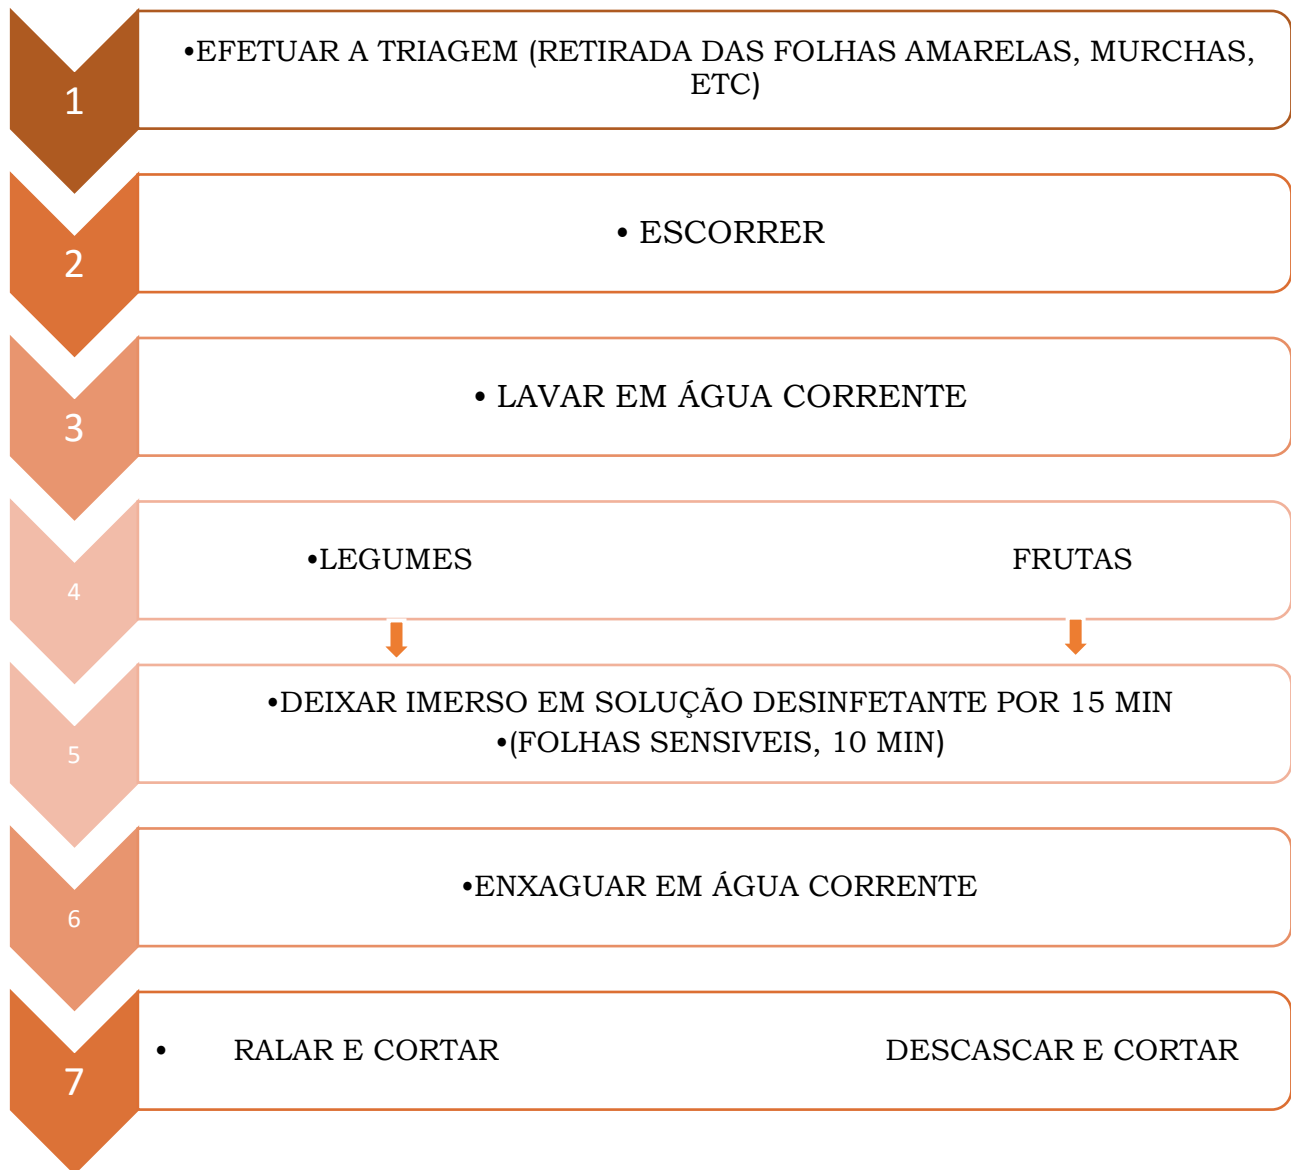 1
•EFETUAR A TRIAGEM (RETIRADA DAS FOLHAS AMARELAS, MURCHAS,
ETC)
2
• ESCORRER
3
• LAVAR EM ÁGUA CORRENTE
4
•LEGUMES FRUTAS
5
•DEIXAR IMERSO EM SOLUÇÃO DESINFETANTE POR 15 MIN
•(FOLHAS SENSIVEIS, 10 MIN)
6
•ENXAGUAR EM ÁGUA CORRENTE
7
• RALAR E CORTAR DESCASCAR E CORTAR